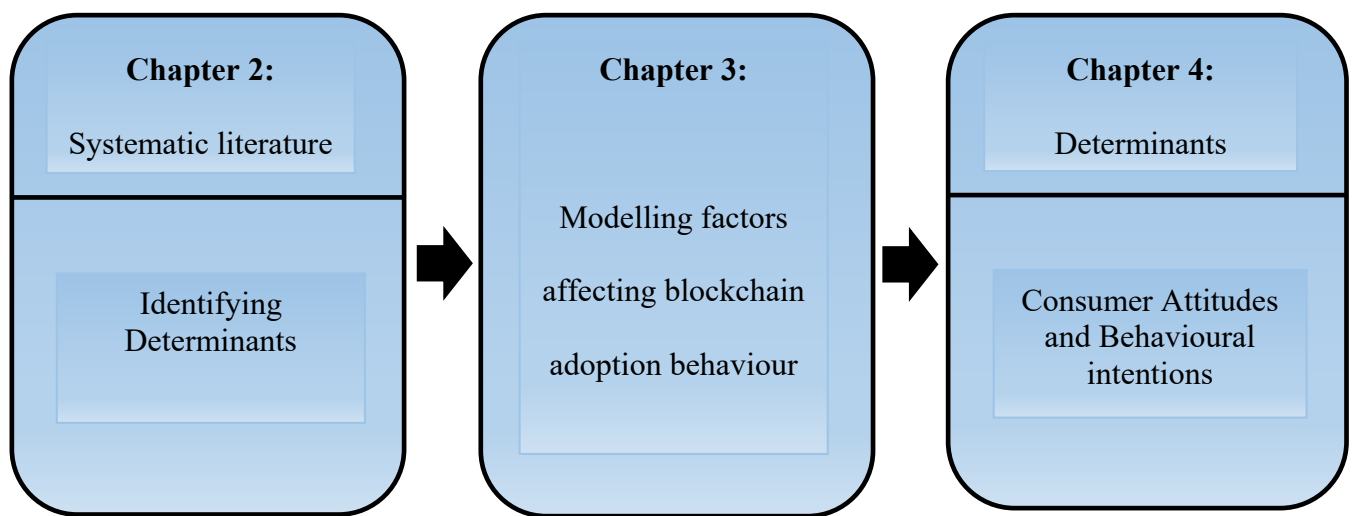 Chapter 2:
Systematic literature
Identifying
Determinants
Chapter 3:
Modelling factors
affecting blockchain
adoption behaviour
Chapter 4:
Determinants
Consumer Attitudes
and Behavioural
intentions